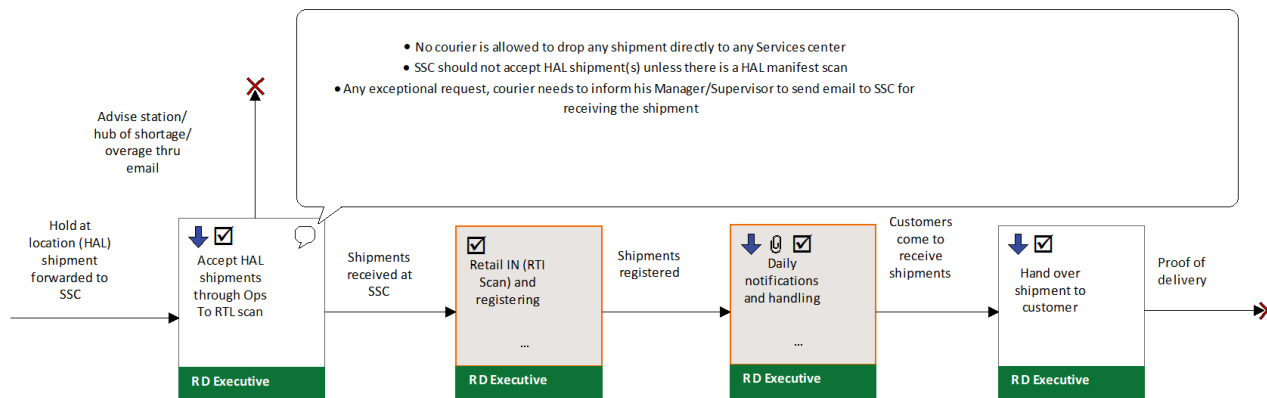 • No courier is allowed to drop any shipment directly to any Services center
• SSC should not accept HAL shipment(s) unless there is a HAL manifest scan
• Any exceptional request, courier needs to inform his Manager/Supervisor to send email to SSC for
receiving the shipment
Advise station/
hub of shortage/
overage thru
email
Hold at
location (HAL)
shipment
forwarded to
SSC
Accept HAL
shipments
through Ops
To RTL scan
RD Executive
Shipments
received at
SSC
Retail IN (RTI
Scan) and
registering
...
RD Executive
Shipments
registered
Daily
notifications
and handling
...
RD Executive
Customers
come to
receive
shipments
Hand over
shipment to
customer
RD Executive
Proof of
delivery